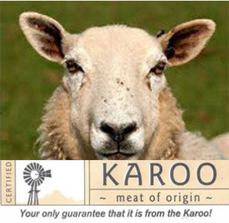 CERTIFIED
KAROO
~ meat of origin ~
Your only guarantee that it is from the Karoo!